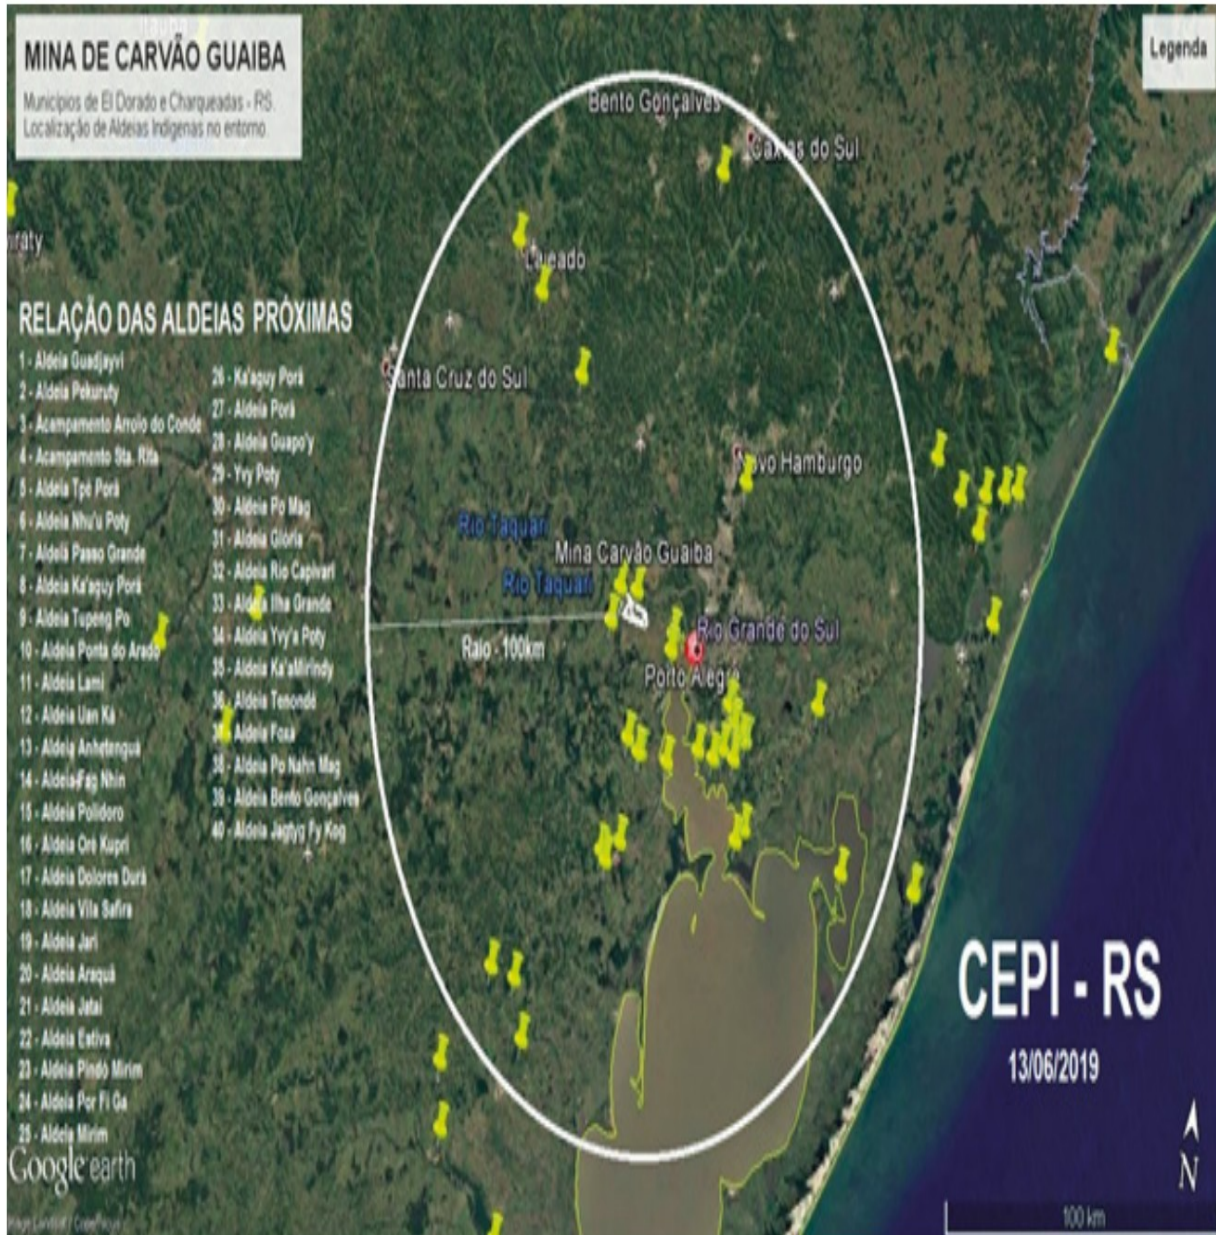 MINA DE CARVÃO GUAIBA
Municípios de El Dorado e Charqueadas - RS.
Localização de Aldeias Indígenas no entorno.
Legenda
Bento Gonçalves
Caxias do Sul
Lajeado
Santa Cruz do Sul
Novo Hamburgo
Rio Taquari
Mina Carvão Guaiba
Rio Taquari
Raio - 100km
Rio Grande do Sul
Porto Alegre
RELAÇÃO DAS ALDEIAS PRÓXIMAS
1 - Aldeia Guadjayvi
2 - Aldeia Pekuruty
3 - Acampamento Arroio do Conde
4 - Acampamento Sta. Rita
5 - Aldeia Tpe Porã
6 - Aldeia Nhu'u Poty
7 - Aldeia Passo Grande
8 - Aldeia Ka'aguy Porã
9 - Aldeia Tupeng Po
10 - Aldeia Ponta do Arado
11 - Aldeia Lami
12 - Aldeia Uan Ka
13 - Aldeia Anhetenguá
14 - Aldeia Fag Nhin
15 - Aldeia Polidoro
16 - Aldeia Ore Kupri
17 - Aldeia Dolores Durá
18 - Aldeia Vila Safira
19 - Aldeia Jari
20 - Aldeia Araquá
21 - Aldeia Jatai
22 - Aldeia Estiva
23 - Aldeia Pindó Mirim
24 - Aldeia Por Fi Ga
25 - Aldeia Mirim
26 - Ka'aguy Porã
27 - Aldeia Porã
28 - Aldeia Guapo'y
29 - Yvy Poty
30 - Aldeia Po Mag
31 - Aldeia Glória
32 - Aldeia Rio Capivari
33 - Aldeia Ilha Grande
34 - Aldeia Yvy'a Poty
35 - Aldeia Ka'aMirindy
36 - Aldeia Tenondé
37 - Aldeia Foxá
38 - Aldeia Po Nahn Mag
39 - Aldeia Bento Gonçalves
40 - Aldeia Jagtyg Fy Kog
CEPI - RS
13/06/2019
N
100 km
Google earth
Image Landsat / Copernicus